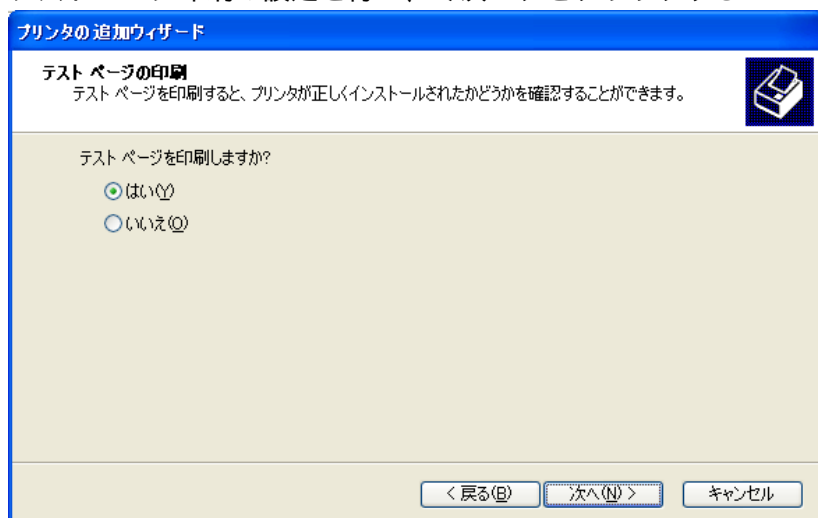 プリンタの追加ウィザード
テスト ページの印刷
テスト ページを印刷すると、プリンタが正しくインストールされたかどうかを確認することができます。
テスト ページを印刷しますか?
はい(Y)
いいえ(O)
< 戻る(B) 次へ(N) > キャンセル